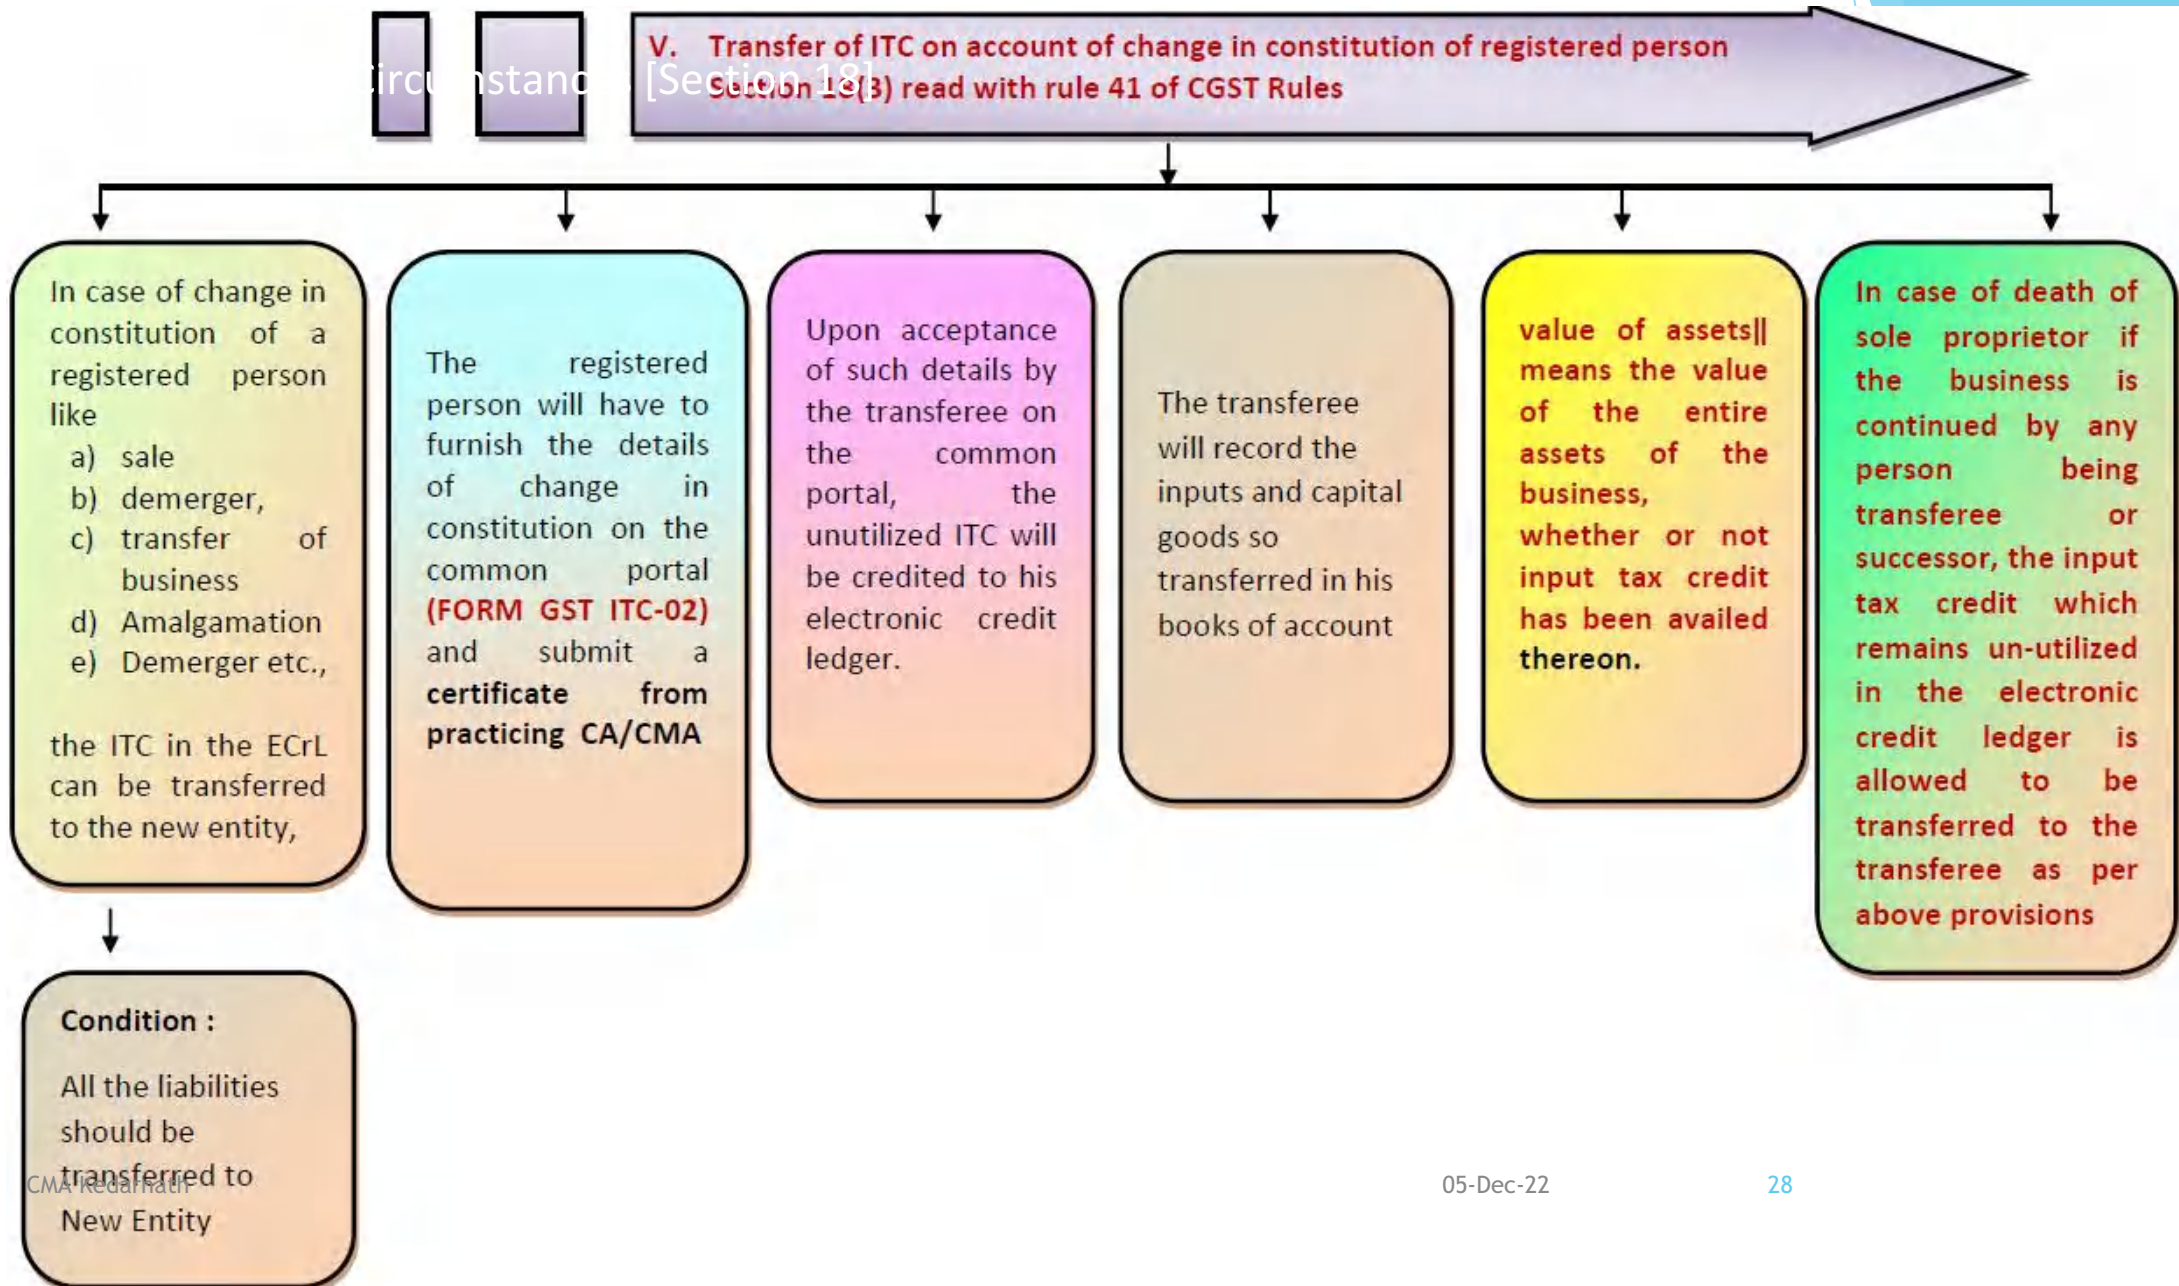 V. Transfer of ITC on account of change in constitution of registered person
Section 18(3) read with rule 41 of CGST Rules
Circumstances [Section 18]
In case of change in
constitution of a
registered person
like
a) sale
b) demerger,
c) transfer of
business
d) Amalgamation
e) Demerger etc.,
the ITC in the ECrL
can be transferred
to the new entity,
Condition :
All the liabilities
should be
transferred to
New Entity
The registered
person will have to
furnish the details
of change in
constitution on the
common portal
(FORM GST ITC-02)
and submit a
certificate from
practicing CA/CMA
Upon acceptance
of such details by
the transferee on
the common
portal, the
unutilized ITC will
be credited to his
electronic credit
ledger.
The transferee
will record the
inputs and capital
goods so
transferred in his
books of account
value of assets‖
means the value
of the entire
assets of the
business,
whether or not
input tax credit
has been availed
thereon.
In case of death of
sole proprietor if
the business is
continued by any
person being
transferee or
successor, the input
tax credit which
remains un-utilized
in the electronic
credit ledger is
allowed to be
transferred to the
transferee as per
above provisions
CMA Kedarnath
05-Dec-22
28